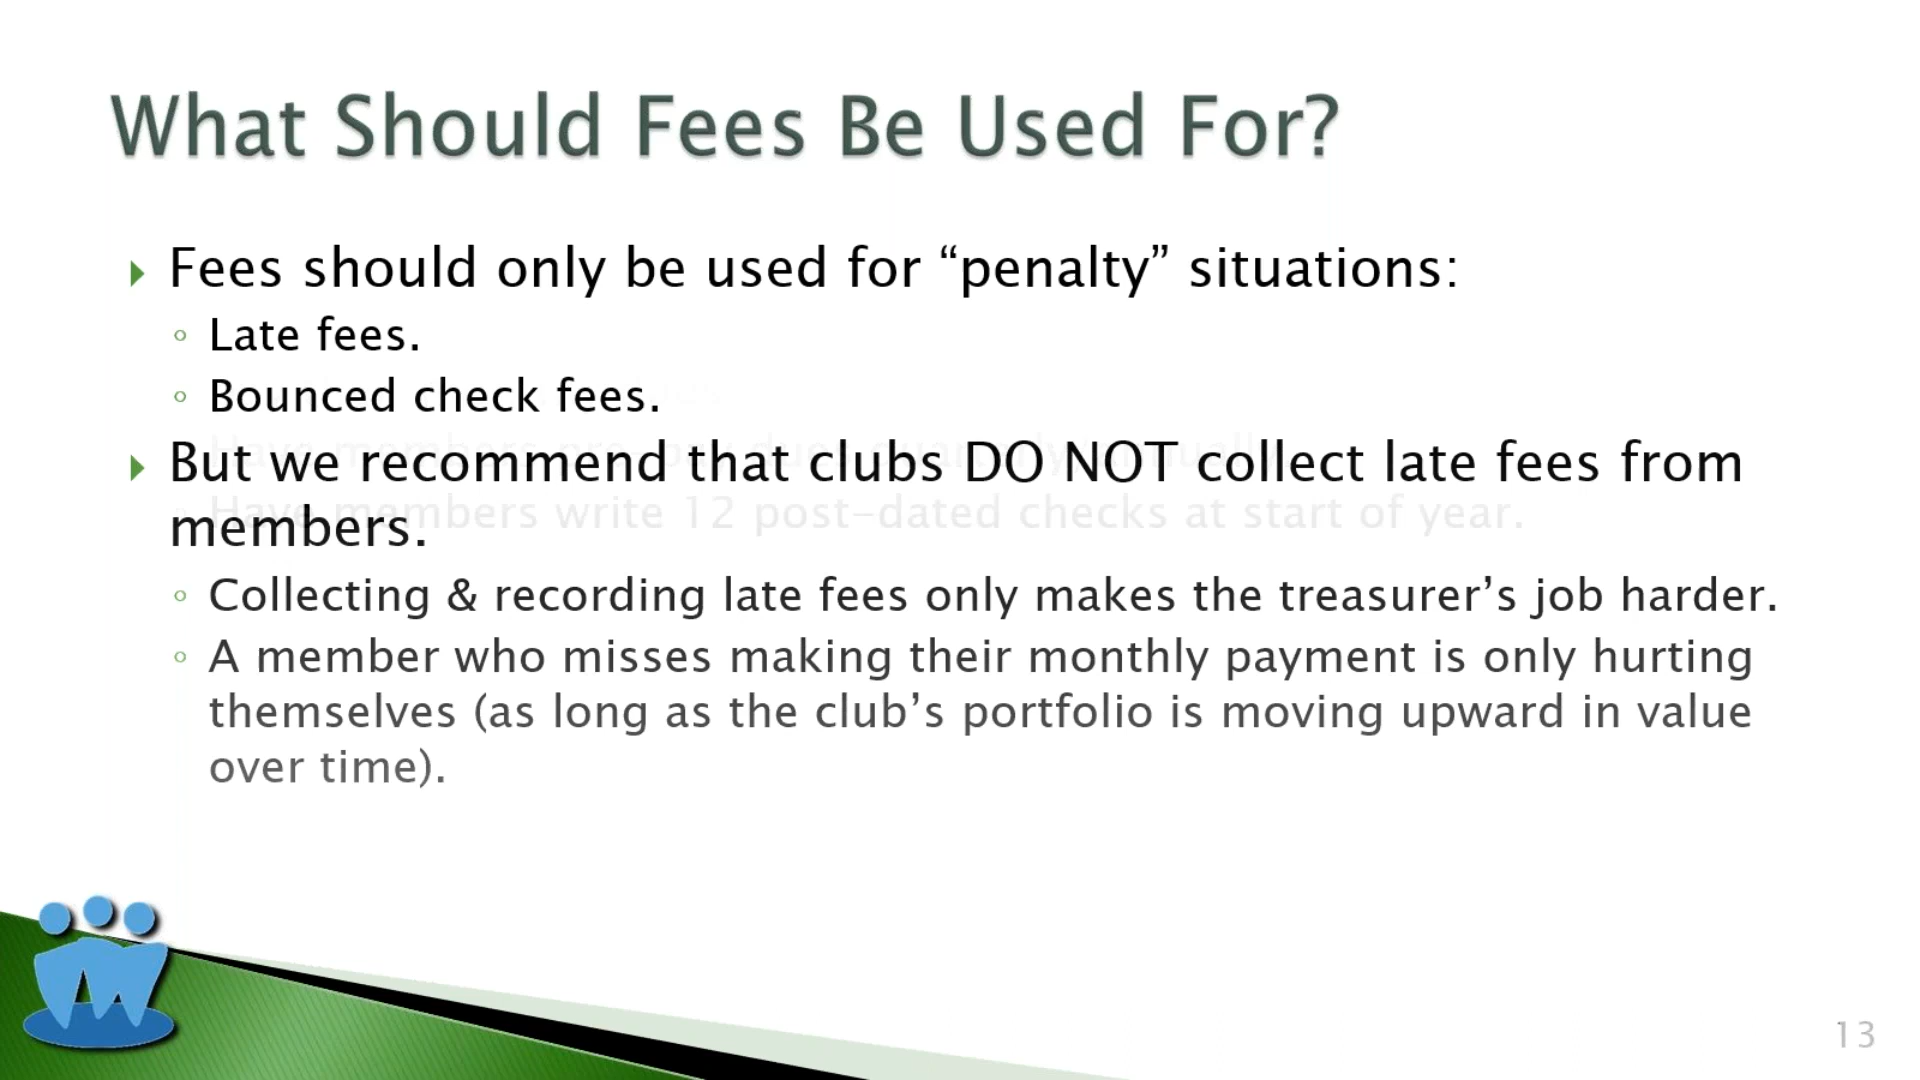 What Should Fees Be Used For?
Fees should only be used for “penalty” situations:
Late fees.
Bounced check fees.
But we recommend that clubs DO NOT collect late fees from
members.
Have members write 12 post-dated checks at start of year.
Collecting & recording late fees only makes the treasurer’s job harder.
A member who misses making their monthly payment is only hurting
themselves (as long as the club’s portfolio is moving upward in value
over time).
13